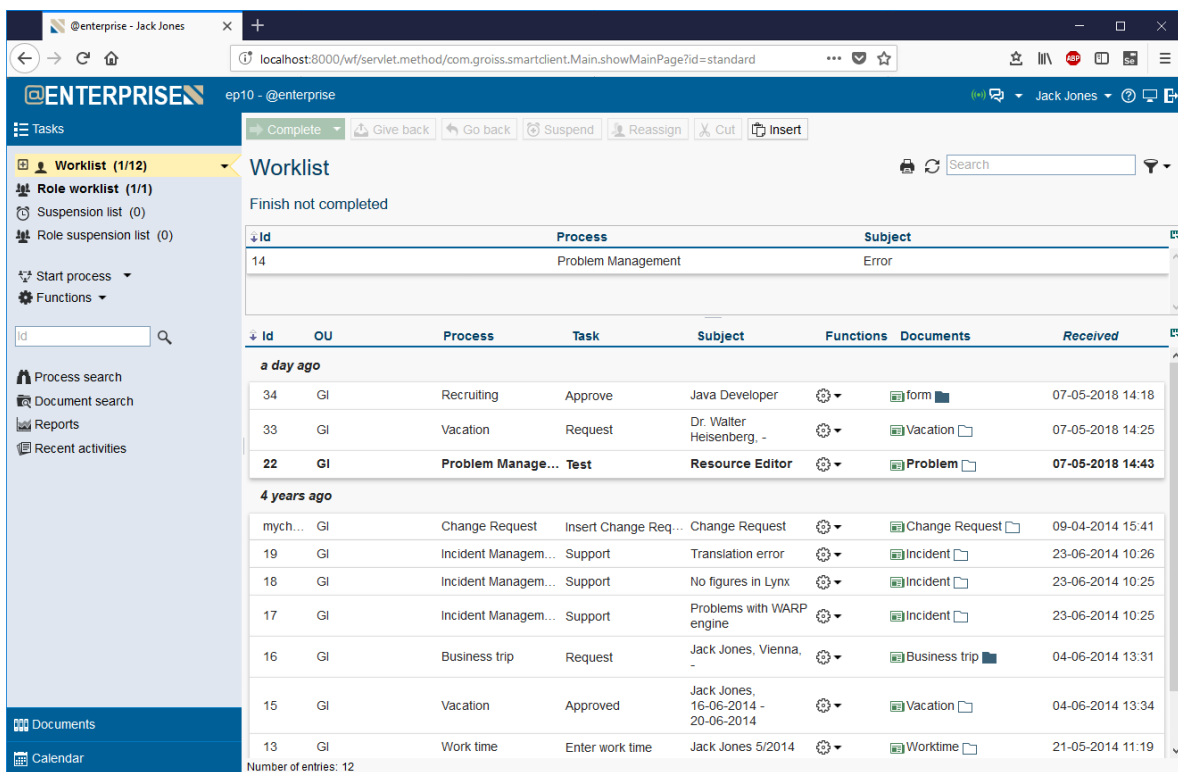 @enterprise - Jack Jones
localhost:8000/wf/servlet.method/com.groiss.smartclient.Main.showMainPage?id=standard
ABP
Se
@ENTERPRISE
ep10 - @enterprise
Jack Jones
Tasks
Complete Give back Go back Suspend Reassign Cut Insert
Worklist (1/12)
Role worklist (1/1)
Suspension list (0)
Role suspension list (0)
Start process
Functions
Id
Process search
Document search
Reports
Recent activities
Documents
Calendar
Worklist
Search
Finish not completed
Id Process Subject
14 Problem Management Error
Id OU Process Task Subject Functions Documents Received
a day ago
34 GI Recruiting Approve Java Developer form 07-05-2018 14:18
33 GI Vacation Request Dr. Walter Heisenberg, - Vacation 07-05-2018 14:25
22 GI Problem Manage... Test Resource Editor Problem 07-05-2018 14:43
4 years ago
mych... GI Change Request Insert Change Req... Change Request Change Request 09-04-2014 15:41
19 GI Incident Managem... Support Translation error Incident 23-06-2014 10:26
18 GI Incident Managem... Support No figures in Lynx Incident 23-06-2014 10:25
17 GI Incident Managem... Support Problems with WARP engine Incident 23-06-2014 10:25
16 GI Business trip Request Jack Jones, Vienna, - Business trip 04-06-2014 13:31
15 GI Vacation Approved Jack Jones, 16-06-2014 - 20-06-2014 Vacation 04-06-2014 13:34
13 GI Work time Enter work time Jack Jones 5/2014 Worktime 21-05-2014 11:19
Number of entries: 12